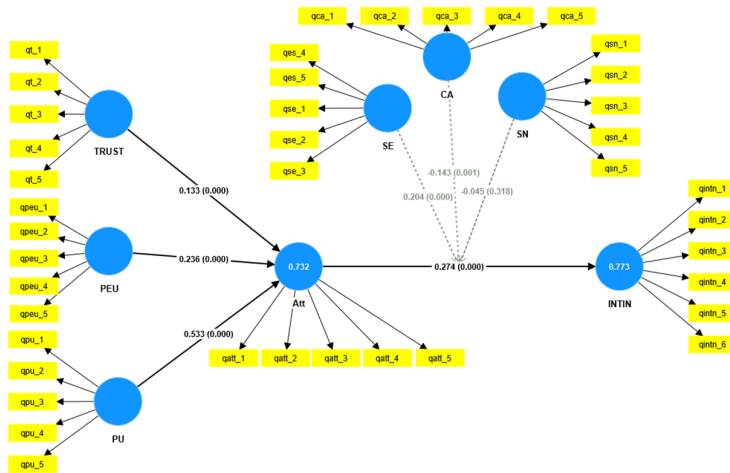 qca_1
qca_2
qca_3
qca_4
qca_5
qt_1
qt_2
qt_3
qt_4
qt_5
TRUST
qes_4
qes_5
qse_1
qse_2
qse_3
SE
CA
SN
qsn_1
qsn_2
qsn_3
qsn_4
qsn_5
-0.143 (0.001)
0.204 (0.000)
-0.045 (0.318)
0.133 (0.000)
qpeu_1
qpeu_2
qpeu_3
qpeu_4
qpeu_5
PEU
0.236 (0.000)
0.732
Att
0.274 (0.000)
0.773
INTIN
qintn_1
qintn_2
qintn_3
qintn_4
qintn_5
qintn_6
0.533 (0.000)
qatt_1
qatt_2
qatt_3
qatt_4
qatt_5
qpu_1
qpu_2
qpu_3
qpu_4
qpu_5
PU